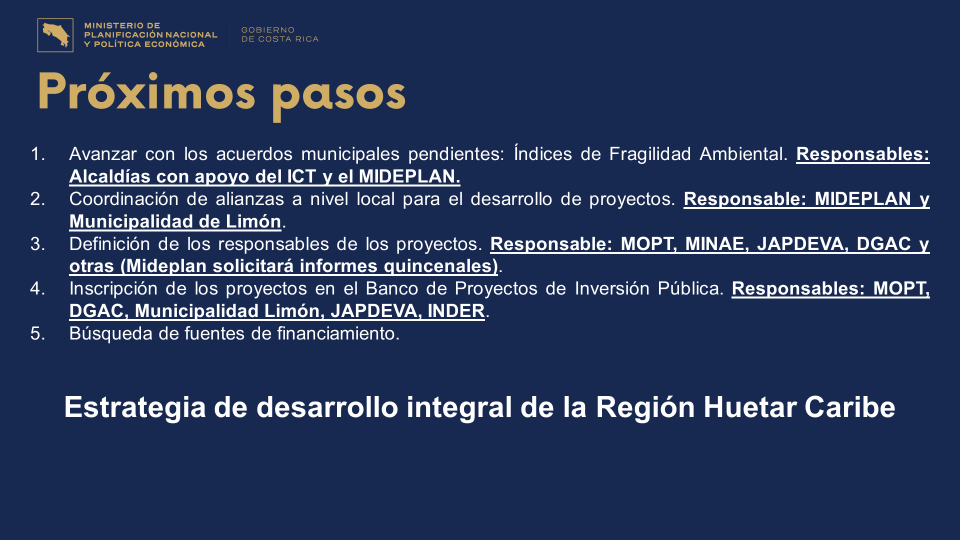 MINISTERIO DE
PLANIFICACIÓN NACIONAL
Y POLÍTICA ECONÓMICA
GOBIERNO
DE COSTA RICA
Próximos pasos
1. Avanzar con los acuerdos municipales pendientes: Índices de Fragilidad Ambiental. Responsables:
Alcaldías con apoyo del ICT y el MIDEPLAN.
2. Coordinación de alianzas a nivel local para el desarrollo de proyectos. Responsable: MIDEPLAN y
Municipalidad de Limón.
3. Definición de los responsables de los proyectos. Responsable: MOPT, MINAE, JAPDEVA, DGAC y
otras (Mideplan solicitará informes quincenales).
4. Inscripción de los proyectos en el Banco de Proyectos de Inversión Pública. Responsables: MOPT,
DGAC, Municipalidad Limón, JAPDEVA, INDER.
5. Búsqueda de fuentes de financiamiento.
Estrategia de desarrollo integral de la Región Huetar Caribe